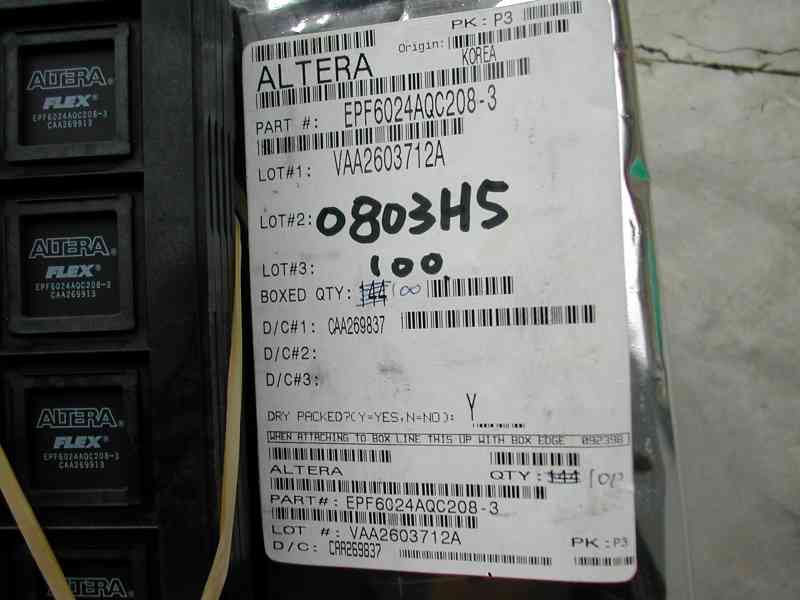 ALTERA®
FLEX®
EPF6024AQC208-3
CAA269913
ALTERA®
FLEX®
EPF6024AQC208-3
CAA269913
ALTERA®
FLEX®
EPF6024AQC208-3
CAA269913
ALTERA
PK: P3
Origin:
KOREA
ALTERA
PART #: EPF6024AQC208-3
LOT#1: VAA2603712A
LOT#2: 0803H5
LOT#3: 100
BOXED QTY: 144 100
D/C#1: CAA269837
D/C#2:
D/C#3:
DRY PACKED?(Y=YES,N=NO): Y
WHEN ATTACHING TO BOX LINE THIS UP WITH BOX EDGE 092398
ALTERA QTY: 144 100
PART#: EPF6024AQC208-3
LOT #: VAA2603712A
D/C: CAA269837 PK: P3